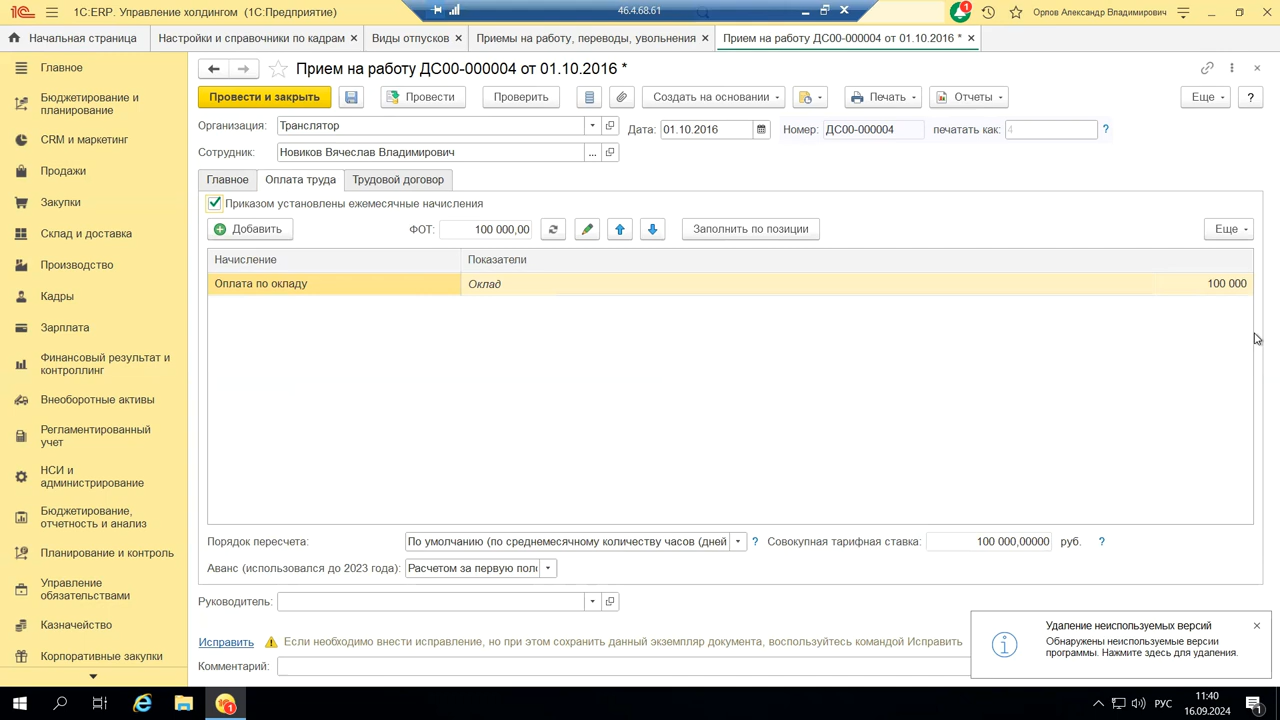 1С:ERP. Управление холдингом (1С:Предприятие)
46.4.68.61
1
Орлов Александр Владимирович
Начальная страница
Настройки и справочники по кадрам ×
Виды отпусков ×
Приемы на работу, переводы, увольнения ×
Прием на работу ДС00-000004 от 01.10.2016 * ×
Главное
Бюджетирование и
планирование
CRM и маркетинг
Продажи
Закупки
Склад и доставка
Производство
Кадры
Зарплата
Финансовый результат и
контроллинг
Внеоборотные активы
Регламентированный
учет
НСИ и
администрирование
Бюджетирование,
отчетность и анализ
Планирование и контроль
Управление
обязательствами
Казначейство
Корпоративные закупки
Прием на работу ДС00-000004 от 01.10.2016 *
Провести и закрыть
Провести
Проверить
Создать на основании
Печать
Отчеты
Еще
?
Организация: Транслятор
Дата: 01.10.2016
Номер: ДС00-000004
печатать как: 4 ?
Сотрудник: Новиков Вячеслав Владимирович ...
Главное
Оплата труда
Трудовой договор
Приказом установлены ежемесячные начисления
Добавить
ФОТ: 100 000,00
Заполнить по позиции
Еще
Начисление
Показатели
Оплата по окладу
Оклад
100 000
Порядок пересчета: По умолчанию (по среднемесячному количеству часов (дней ?
Совокупная тарифная ставка: 100 000,00000 руб. ?
Аванс (использовался до 2023 года): Расчетом за первую поло
Руководитель:
Исправить
Если необходимо внести исправление, но при этом сохранить данный экземпляр документа, воспользуйтесь командой Исправить
Комментарий:
Удаление неиспользуемых версий
Обнаружены неиспользуемые версии
программы. Нажмите здесь для удаления.
РУС
11:40
16.09.2024
1